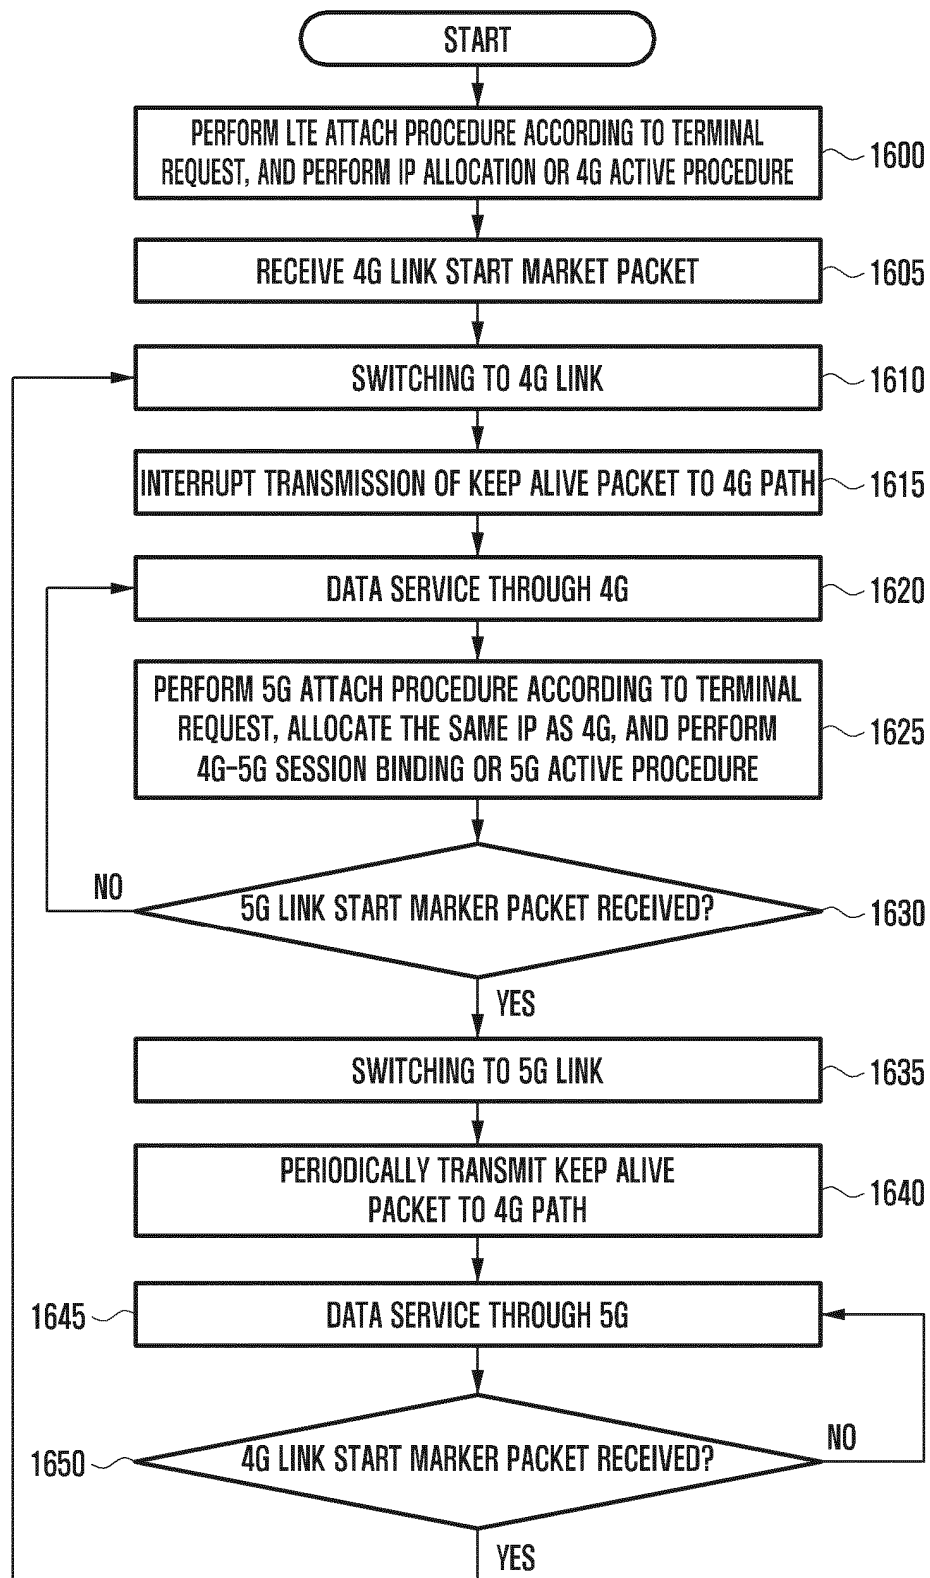 START
PERFORM LTE ATTACH PROCEDURE ACCORDING TO TERMINAL
REQUEST, AND PERFORM IP ALLOCATION OR 4G ACTIVE PROCEDURE
1600
RECEIVE 4G LINK START MARKET PACKET
1605
SWITCHING TO 4G LINK
1610
INTERRUPT TRANSMISSION OF KEEP ALIVE PACKET TO 4G PATH
1615
DATA SERVICE THROUGH 4G
1620
PERFORM 5G ATTACH PROCEDURE ACCORDING TO TERMINAL
REQUEST, ALLOCATE THE SAME IP AS 4G, AND PERFORM
4G-5G SESSION BINDING OR 5G ACTIVE PROCEDURE
1625
NO
5G LINK START MARKER PACKET RECEIVED?
1630
YES
SWITCHING TO 5G LINK
1635
PERIODICALLY TRANSMIT KEEP ALIVE
PACKET TO 4G PATH
1640
1645
DATA SERVICE THROUGH 5G
1650
4G LINK START MARKER PACKET RECEIVED?
NO
YES